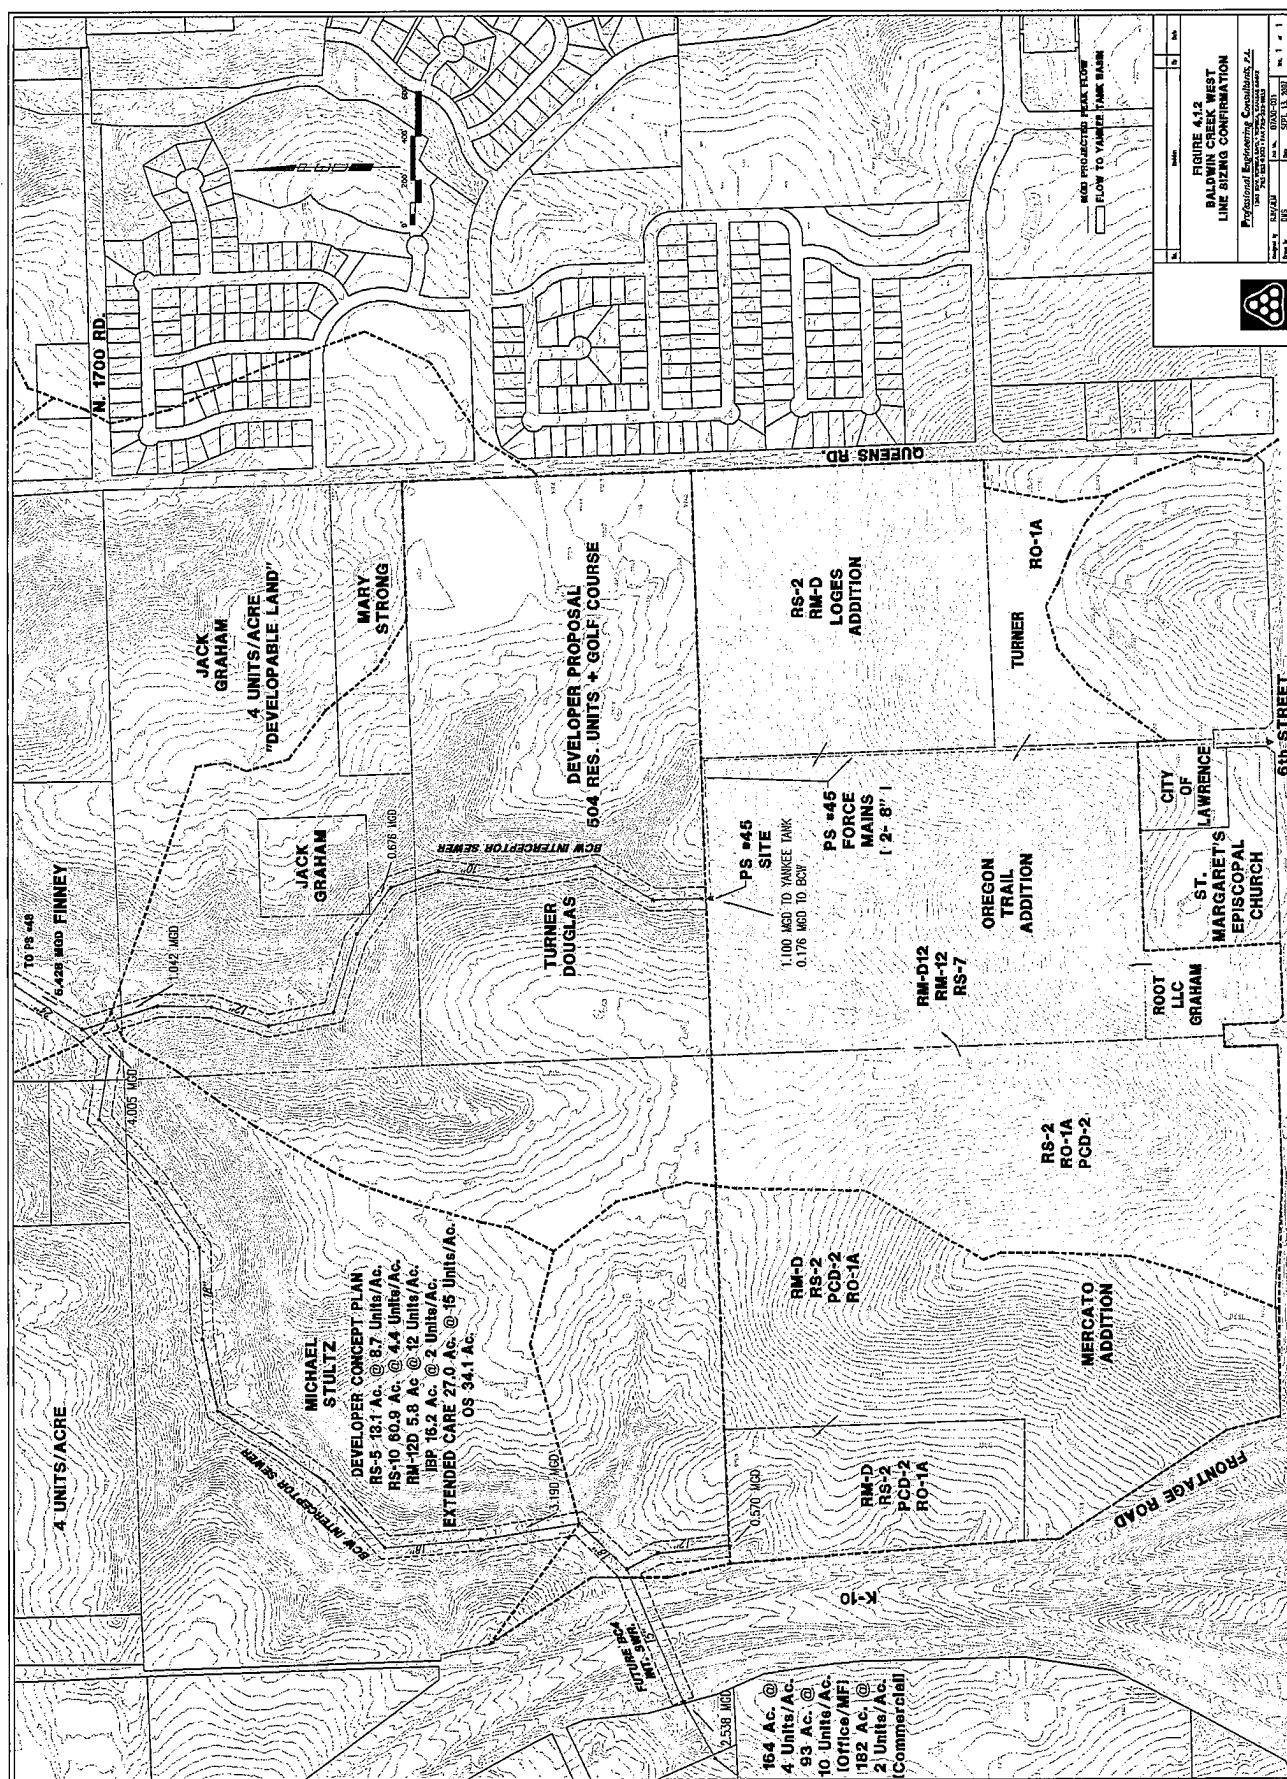 TO PS #48
5.428 MGD FINNEY
N. 1700 RD.
1.042 MGD
4.005 MGD
4 UNITS/ACRE
JACK
GRAHAM
4 UNITS/ACRE
"DEVELOPABLE LAND"
MARY
STRONG
JACK
GRAHAM
0.676 MGD
12"
10"
BCW INTERCEPTOR SEWER
DEVELOPER PROPOSAL
504 RES. UNITS + GOLF COURSE
TURNER
DOUGLAS
QUEENS RD.
MICHAEL
STULTZ
DEVELOPER CONCEPT PLAN
RS-5 13.1 Ac. @ 8.7 Units/Ac.
RS-10 60.9 Ac. @ 4.4 Units/Ac.
RM-12D 5.8 Ac @ 12 Units/Ac.
IBP 16.2 Ac. @ 2 Units/Ac.
EXTENDED CARE 27.0 Ac. @ 15 Units/Ac.
OS 34.1 Ac.
BCW INTERCEPTOR SEWER
18"
18"
3.190 MGD
12"
0.570 MGD
15"
2.538 MGD
K-10
164 Ac. @
4 Units/Ac.
93 Ac. @
10 Units/Ac.
[Office/MF]
182 Ac. @
2 Units/Ac.
[Commercial]
PS #45
SITE
1.100 MGD TO YANKEE TANK
0.176 MGD TO BCW
PS #45
FORCE
MAINS
[ 2- 8" ]
RS-2
RM-D
LOGES
ADDITION
TURNER
RO-1A
OREGON
TRAIL
ADDITION
RM-D12
RM-12
RS-7
CITY
OF
LAWRENCE
ST.
MARGARET'S
EPISCOPAL
CHURCH
ROOT
LLC
GRAHAM
6th STREET
RS-2
RO-1A
PCD-2
RM-D
RS-2
PCD-2
RO-1A
MERCATO
ADDITION
RM-D
RS-2
PCD-2
RO-1A
FRONTAGE ROAD
0' 200 400 600
MGD PROJECTED PEAK FLOW
FLOW TO YANKEE TANK BASIN
FIGURE 4.1.2
BALDWIN CREEK WEST
LINE SIZING CONFIRMATION
Professional Engineering Consultants, P.A.